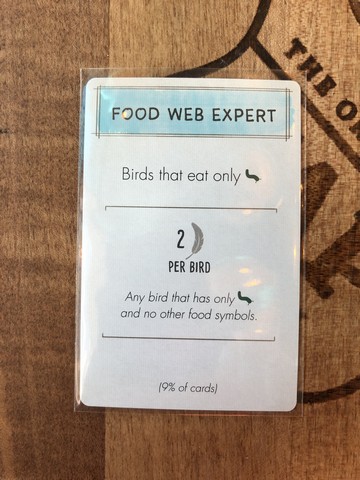 THE O
FOOD WEB EXPERT
Birds that eat only
2
PER BIRD
Any bird that has only
and no other food symbols.
(9% of cards)